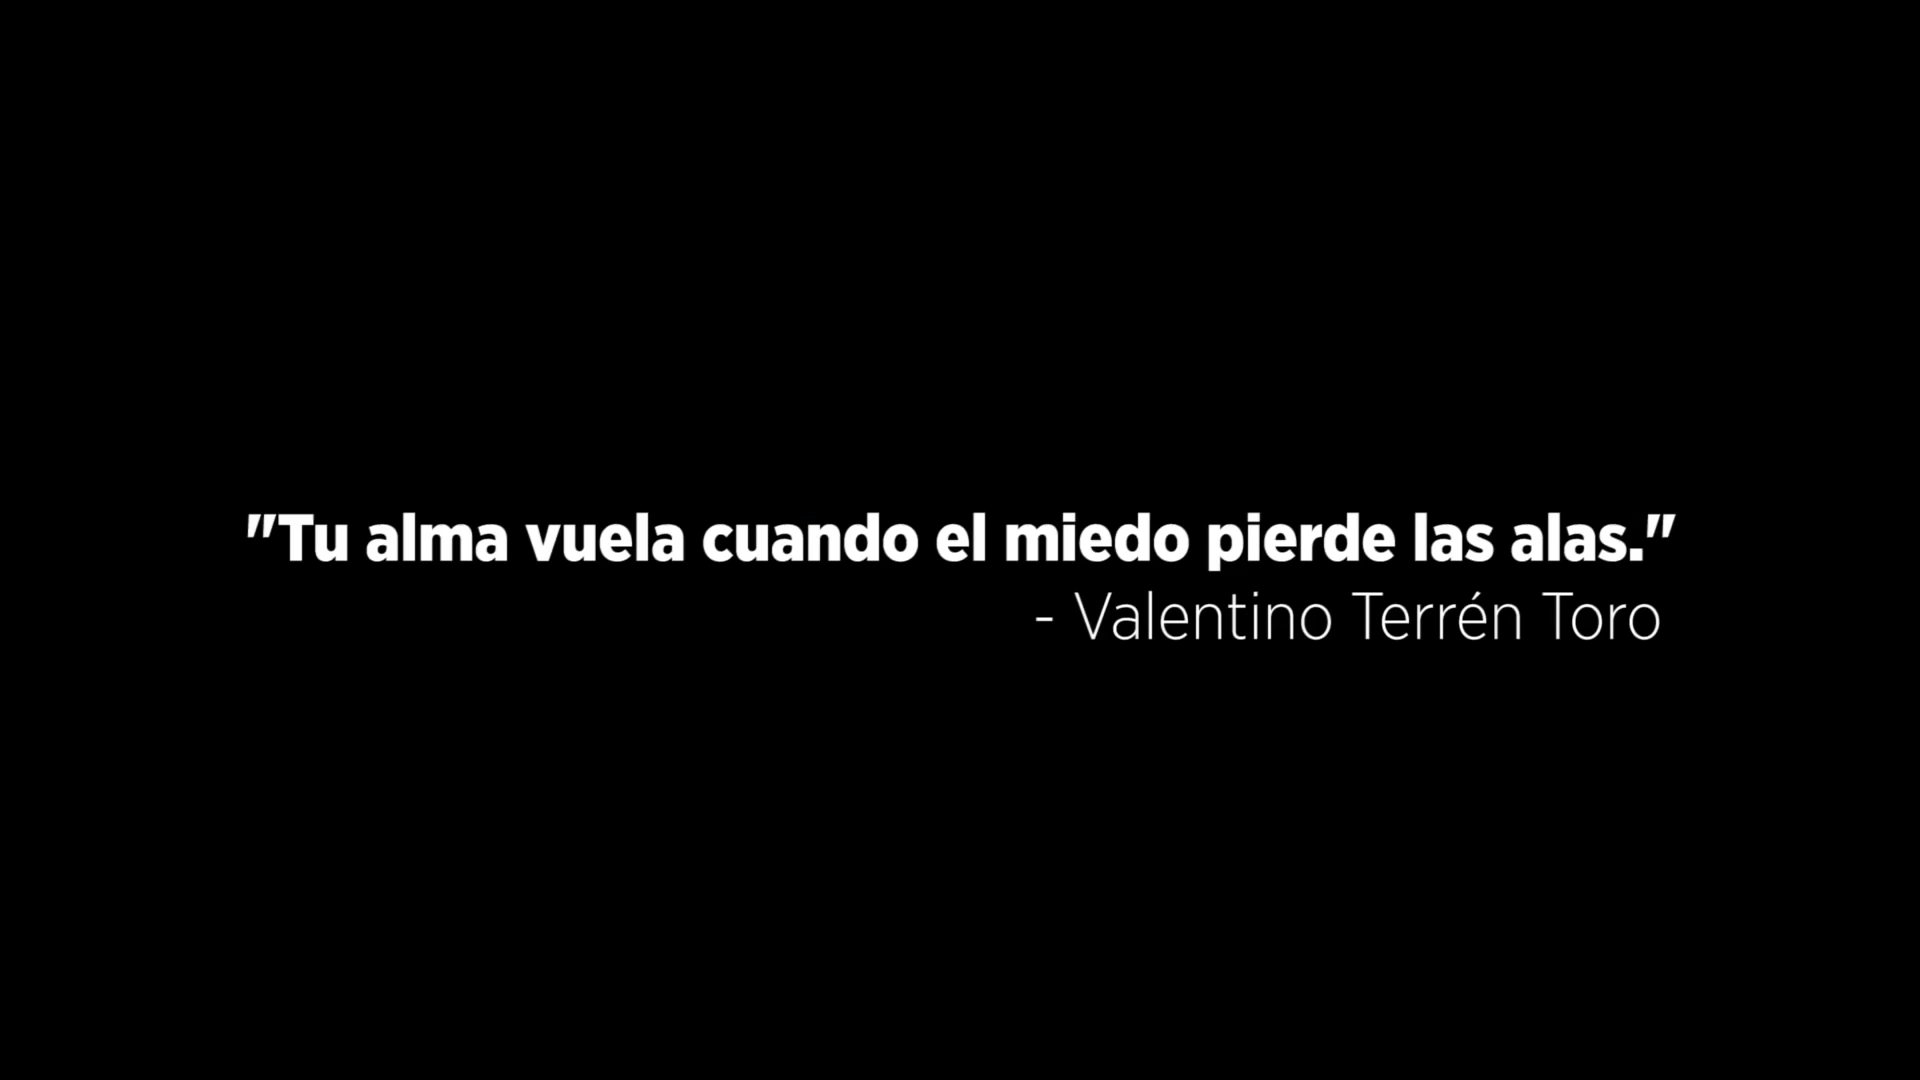 "Tu alma vuela cuando el miedo pierde las alas."
- Valentino Terrén Toro